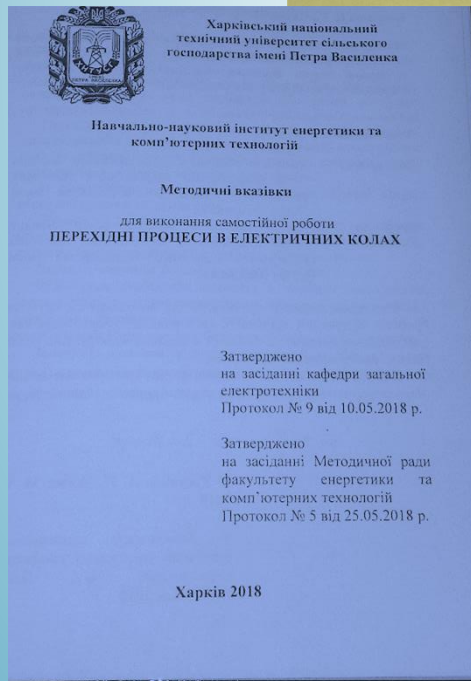 Харківський національний
технічний університет сільського
господарства імені Петра Василенка
Навчально-науковий інститут енергетики та
комп’ютерних технологій
Методичні вказівки
для виконання самостійної роботи
ПЕРЕХІДНІ ПРОЦЕСИ В ЕЛЕКТРИЧНИХ КОЛАХ
Затверджено
на засіданні кафедри загальної
електротехніки
Протокол № 9 від 10.05.2018 р.
Затверджено
на засіданні Методичної ради
факультету енергетики та
комп’ютерних технологій
Протокол № 5 від 25.05.2018 р.
Харків 2018